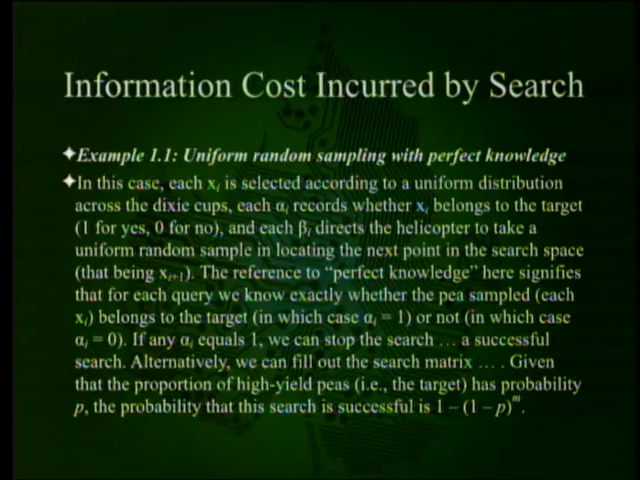 Information Cost Incurred by Search
✦Example 1.1: Uniform random sampling with perfect knowledge
✦In this case, each xᵢ is selected according to a uniform distribution
across the dixie cups, each αᵢ records whether xᵢ belongs to the target
(1 for yes, 0 for no), and each βᵢ directs the helicopter to take a
uniform random sample in locating the next point in the search space
(that being xᵢ₊₁). The reference to “perfect knowledge” here signifies
that for each query we know exactly whether the pea sampled (each
xᵢ) belongs to the target (in which case αᵢ = 1) or not (in which case
αᵢ = 0). If any αᵢ equals 1, we can stop the search … a successful
search. Alternatively, we can fill out the search matrix … . Given
that the proportion of high-yield peas (i.e., the target) has probability
p, the probability that this search is successful is 1 – (1 – p)ᵐ.